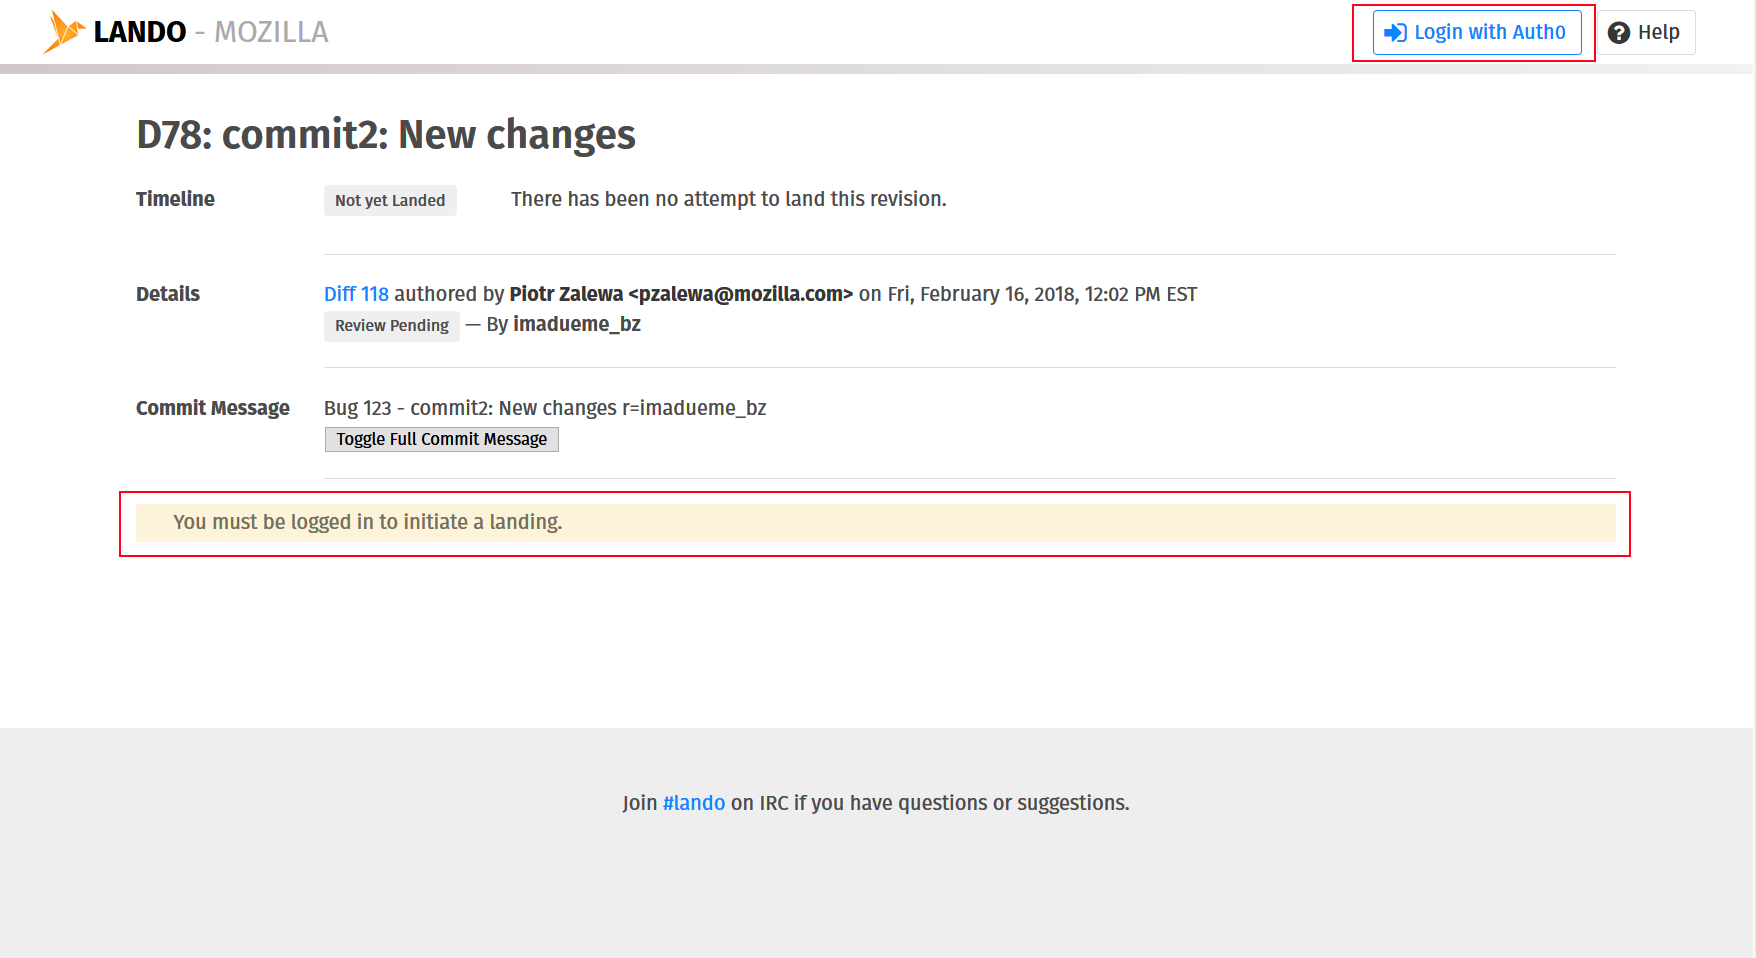 LANDO - MOZILLA
Login with Auth0
Help
D78: commit2: New changes
Timeline
Not yet Landed
There has been no attempt to land this revision.
Details
Diff 118 authored by Piotr Zalewa <pzalewa@mozilla.com> on Fri, February 16, 2018, 12:02 PM EST
Review Pending — By imadueme_bz
Commit Message
Bug 123 - commit2: New changes r=imadueme_bz
Toggle Full Commit Message
You must be logged in to initiate a landing.
Join #lando on IRC if you have questions or suggestions.